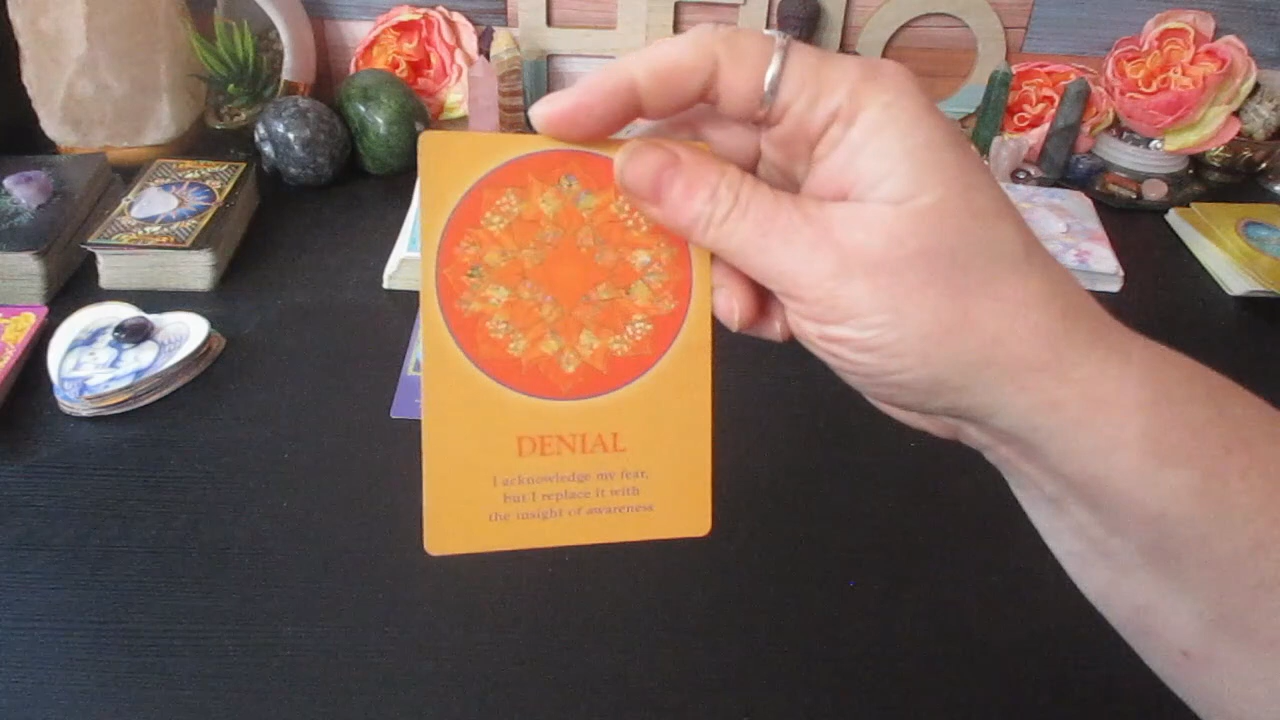 DENIAL
I acknowledge my fear,
but I replace it with
the insight of awareness